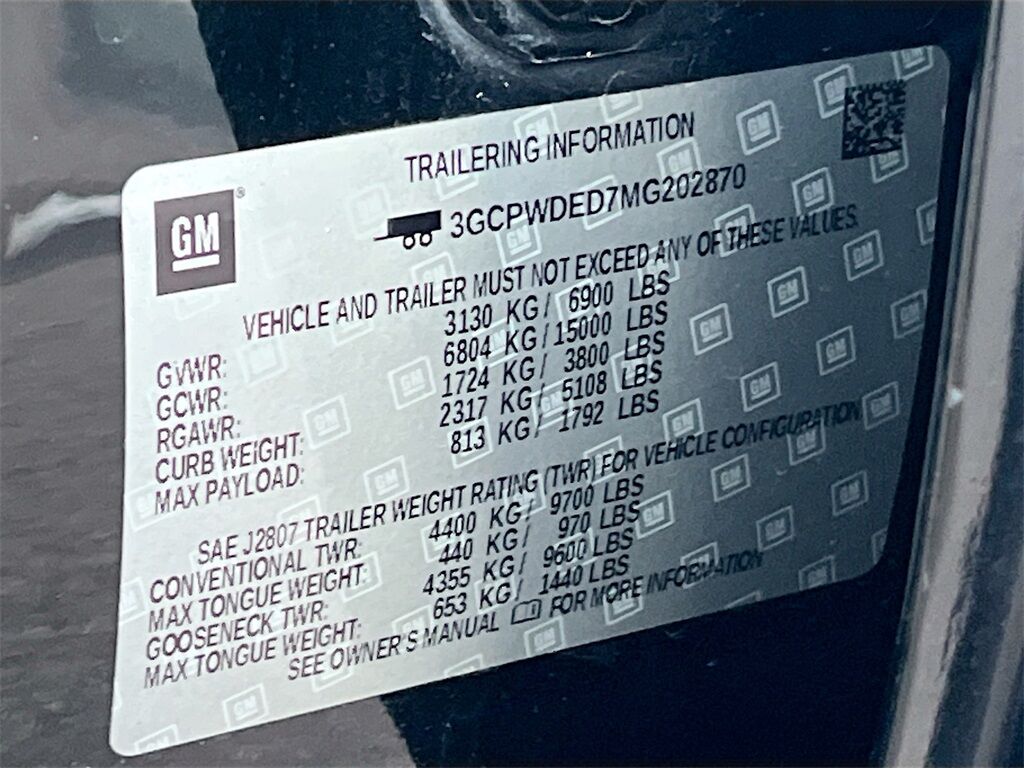 TRAILERING INFORMATION
GM®
3GCPWDED7MG202870
VEHICLE AND TRAILER MUST NOT EXCEED ANY OF THESE VALUES.
GVWR: 3130 KG/ 6900 LBS
GCWR: 6804 KG/ 15000 LBS
RGAWR: 1724 KG/ 3800 LBS
CURB WEIGHT: 2317 KG/ 5108 LBS
MAX PAYLOAD: 813 KG/ 1792 LBS
SAE J2807 TRAILER WEIGHT RATING (TWR) FOR VEHICLE CONFIGURATION
CONVENTIONAL TWR: 4400 KG/ 9700 LBS
MAX TONGUE WEIGHT: 440 KG/ 970 LBS
GOOSENECK TWR: 4355 KG/ 9600 LBS
MAX TONGUE WEIGHT: 653 KG/ 1440 LBS
SEE OWNER'S MANUAL FOR MORE INFORMATION